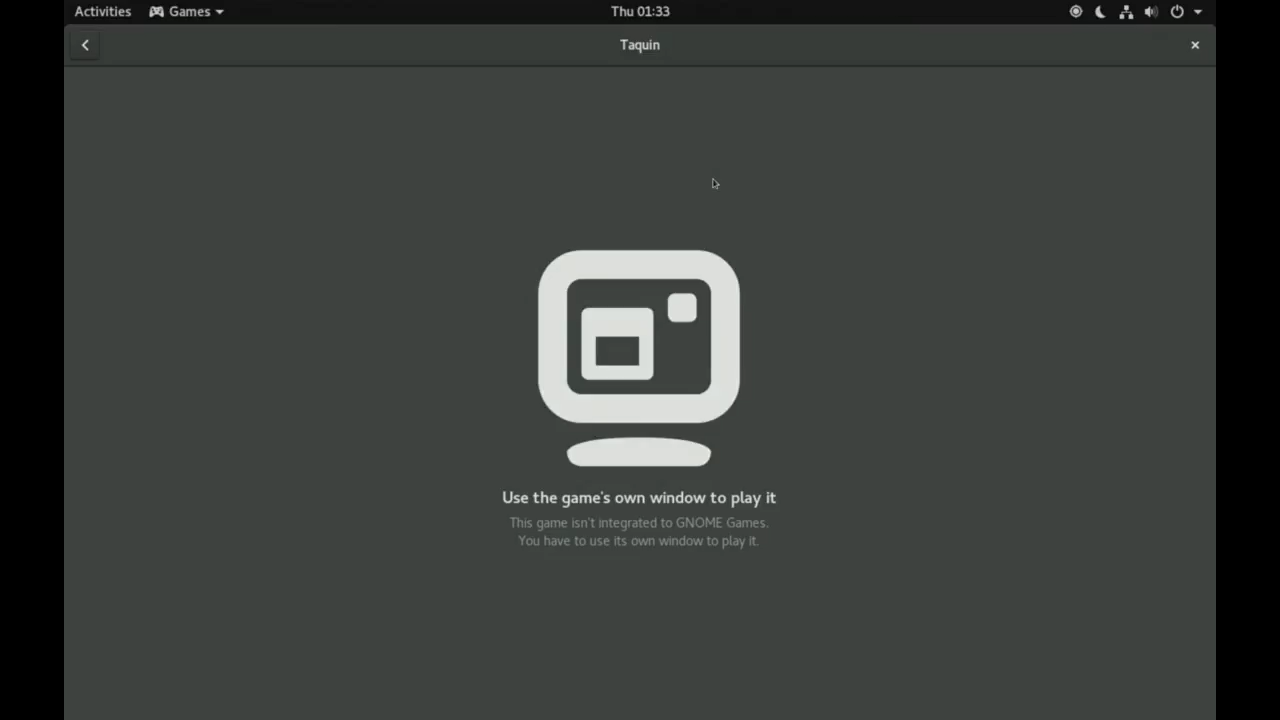 Activities Games Thu 01:33
Taquin
Use the game's own window to play it
This game isn't integrated to GNOME Games.
You have to use its own window to play it.